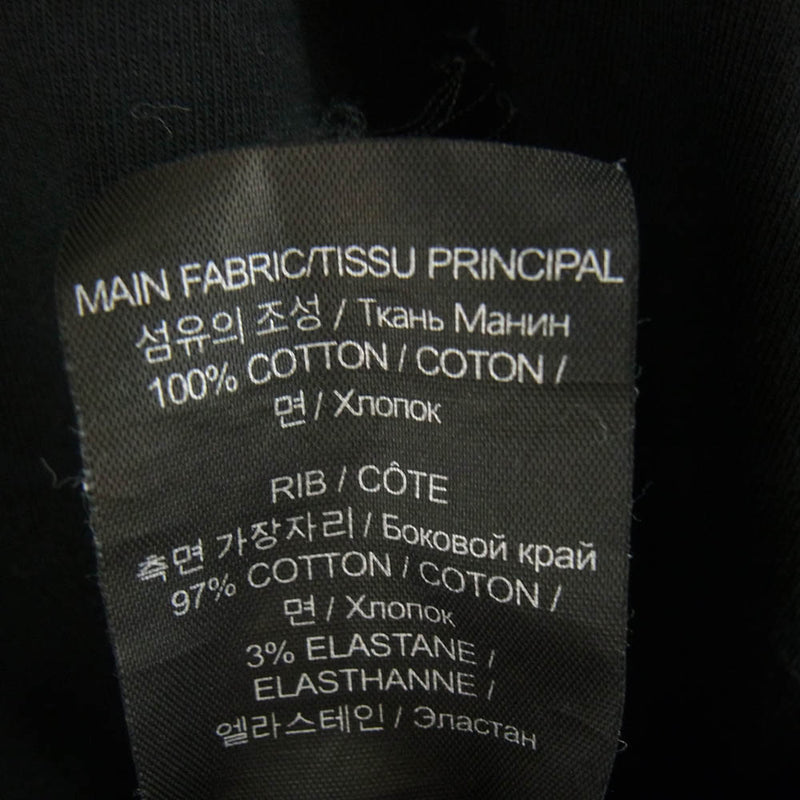 MAIN FABRIC/TISSU PRINCIPAL
섬유의 조성 / Ткань Манин
100% COTTON / COTON /
면 / Хлопок
RIB / CÔTE
측면 가장자리 / Боковой край
97% COTTON / COTON /
면 / Хлопок
3% ELASTANE /
ELASTHANNE /
엘라스테인 / Эластан